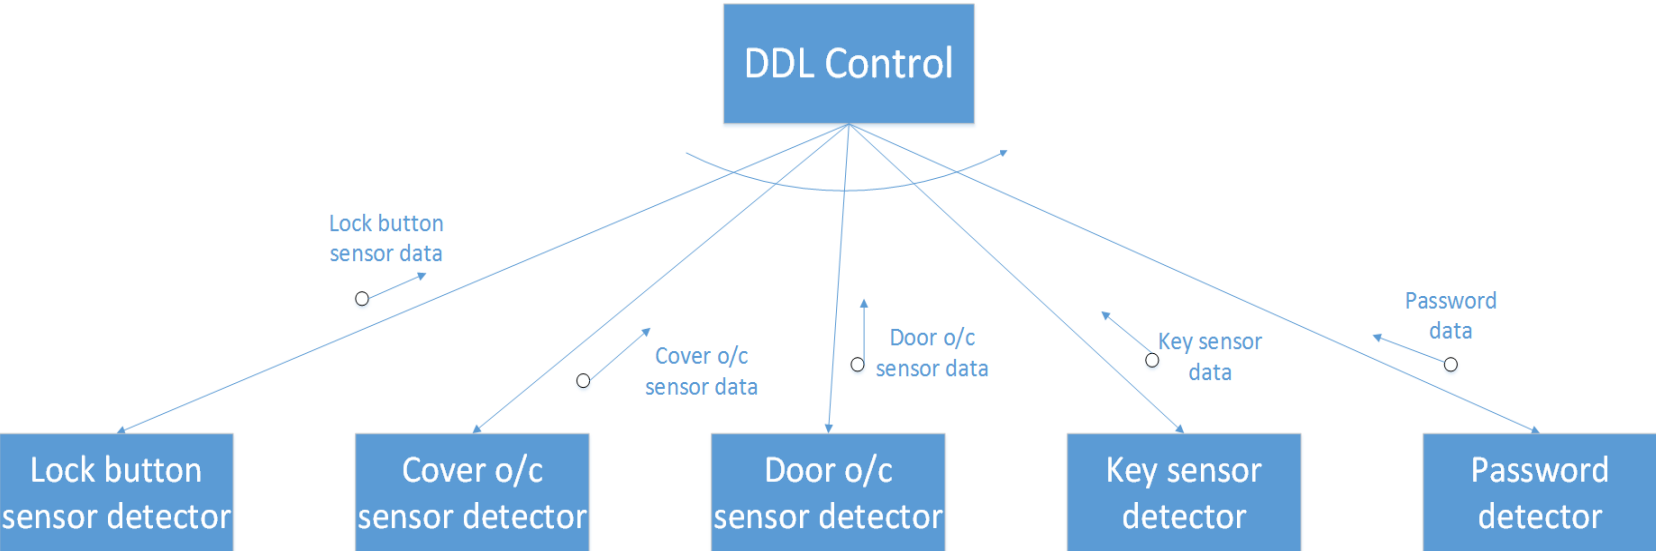 DDL Control
Lock button
sensor data
Cover o/c
sensor data
Door o/c
sensor data
Key sensor
data
Password
data
Lock button
sensor detector
Cover o/c
sensor detector
Door o/c
sensor detector
Key sensor
detector
Password
detector